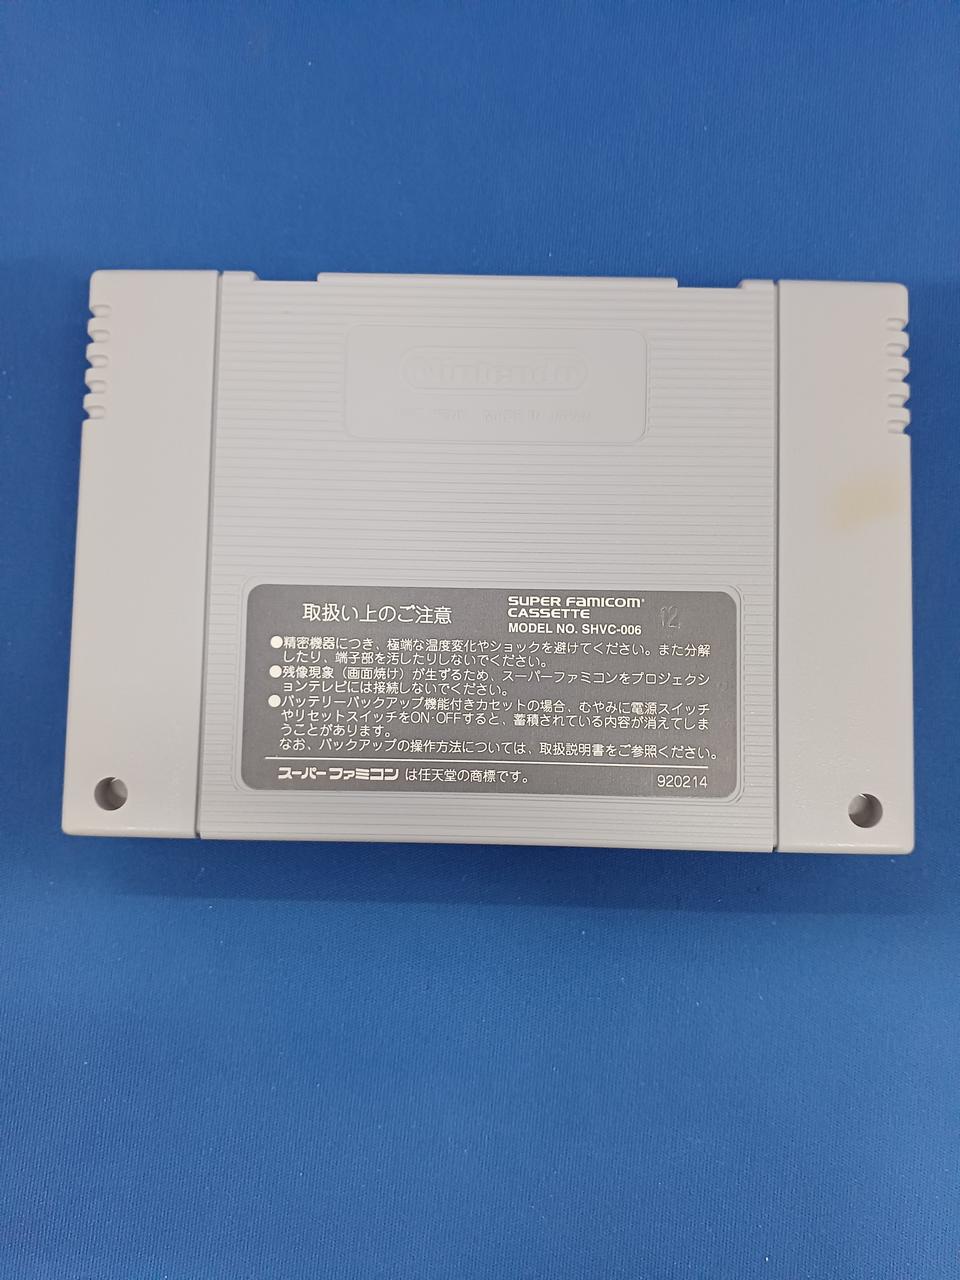 Nintendo
MADE IN JAPAN
取扱い上のご注意
SUPER FAMICOM
CASSETTE
MODEL NO. SHVC-006
12
●精密機器につき、極端な温度変化やショックを避けてください。また分解
したり、端子部を汚したりしないでください。
●残像現象（画面焼け）が生ずるため、スーパーファミコンをプロジェクシ
ョンテレビには接続しないでください。
●バッテリーバックアップ機能付きカセットの場合、むやみに電源スイッチ
やリセットスイッチをON・OFFすると、蓄積されている内容が消えてしま
うことがあります。
なお、バックアップの操作方法については、取扱説明書をご参照ください。
スーパーファミコン は任天堂の商標です。
920214